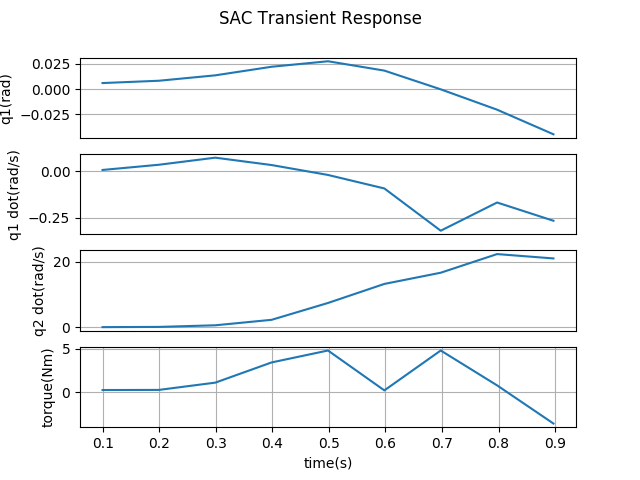 SAC Transient Response
0.025
0.000
−0.025
q1(rad)
0.00
−0.25
q1 dot(rad/s)
20
0
q2 dot(rad/s)
5
0
torque(Nm)
0.1 0.2 0.3 0.4 0.5 0.6 0.7 0.8 0.9
time(s)